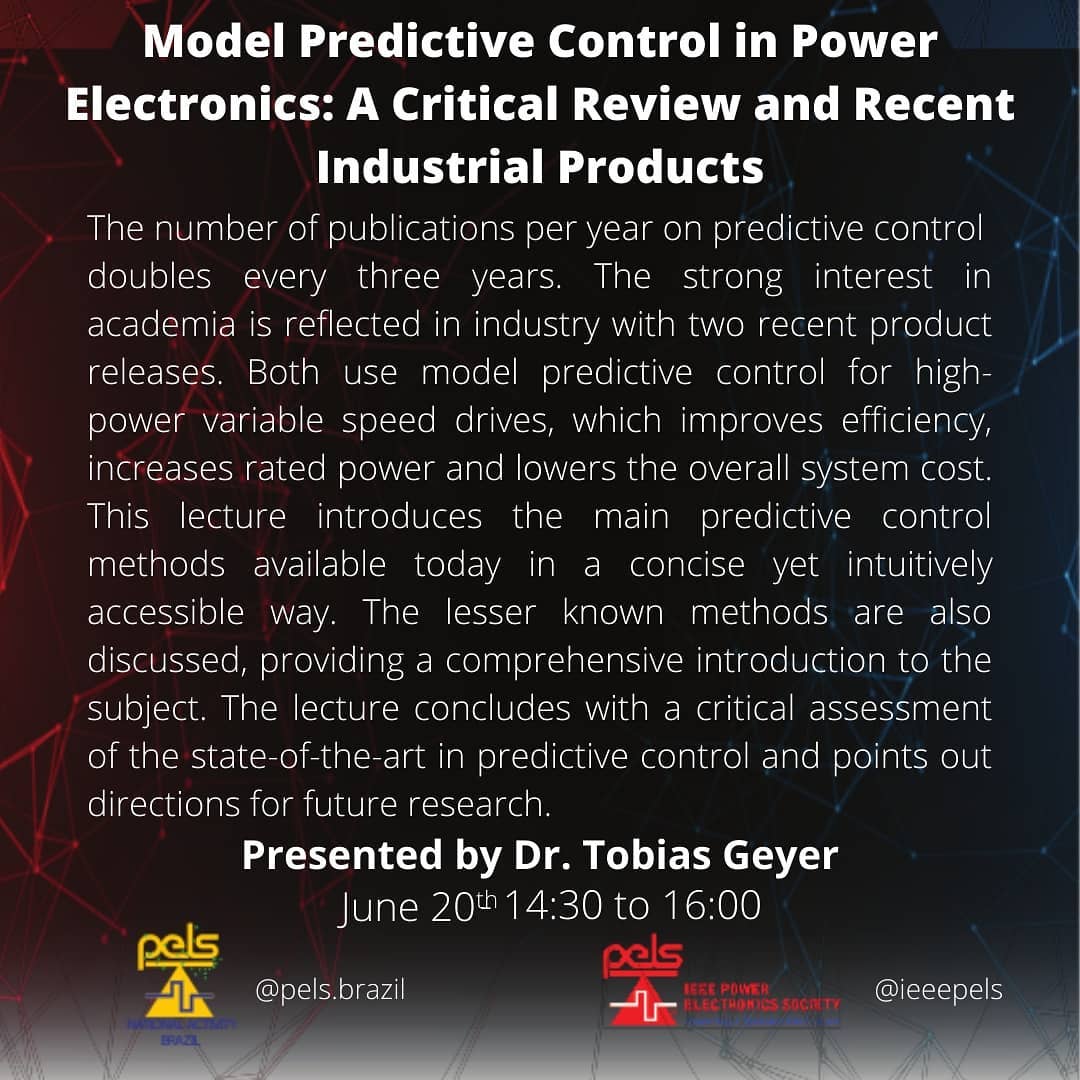 Model Predictive Control in Power
Electronics: A Critical Review and Recent
Industrial Products
The number of publications per year on predictive control
doubles every three years. The strong interest in
academia is reflected in industry with two recent product
releases. Both use model predictive control for high-
power variable speed drives, which improves efficiency,
increases rated power and lowers the overall system cost.
This lecture introduces the main predictive control
methods available today in a concise yet intuitively
accessible way. The lesser known methods are also
discussed, providing a comprehensive introduction to the
subject. The lecture concludes with a critical assessment
of the state-of-the-art in predictive control and points out
directions for future research.
Presented by Dr. Tobias Geyer
June 20th 14:30 to 16:00
pels
NATIONAL ACTIVITY
BRAZIL
@pels.brazil
pels
IEEE POWER
ELECTRONICS SOCIETY
@ieeepels